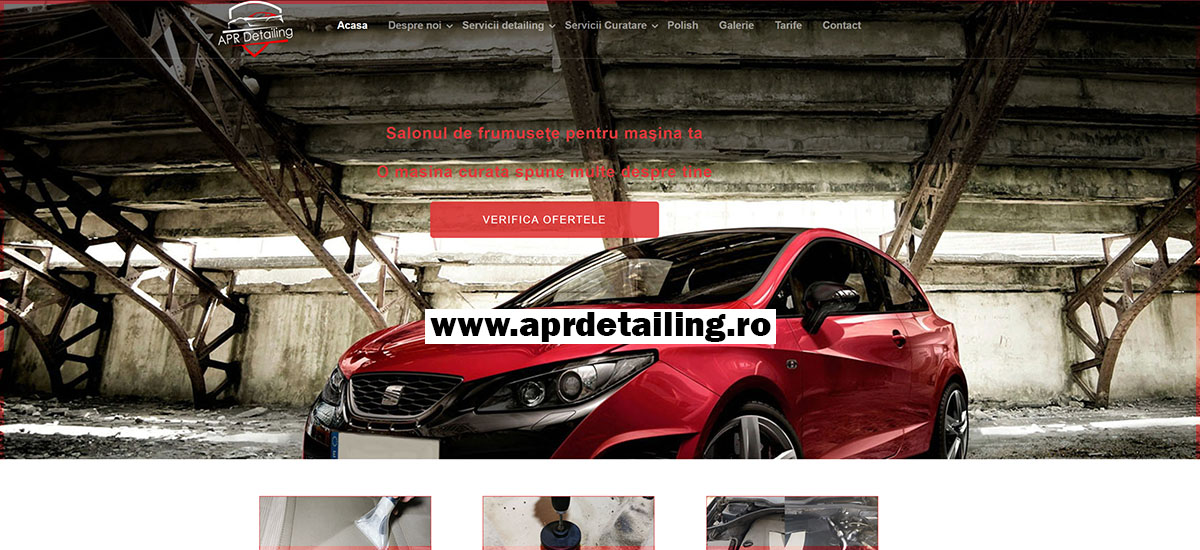 APR Detailing
Acasa Despre noi Servicii detailing Servicii Curatare Polish Galerie Tarife Contact
Salonul de frumusețe pentru mașina ta
O masina curată spune multe despre tine
VERIFICA OFERTELE
www.aprdetailing.ro